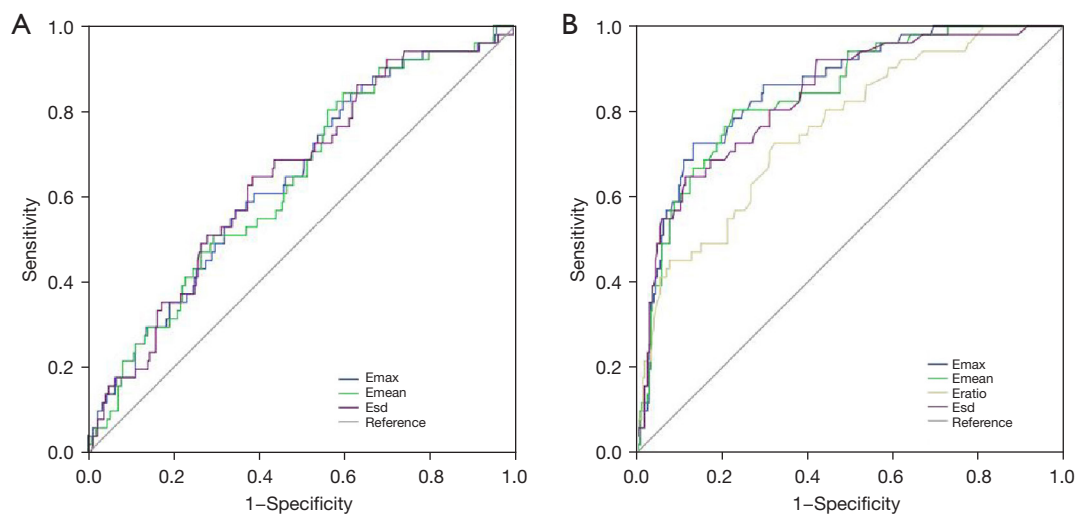 A
1.0
0.8
0.6
0.4
0.2
0.0
Sensitivity
0.0 0.2 0.4 0.6 0.8 1.0
1–Specificity
Emax
Emean
Esd
Reference
B
1.0
0.8
0.6
0.4
0.2
0.0
Sensitivity
0.0 0.2 0.4 0.6 0.8 1.0
1–Specificity
Emax
Emean
Eratio
Esd
Reference